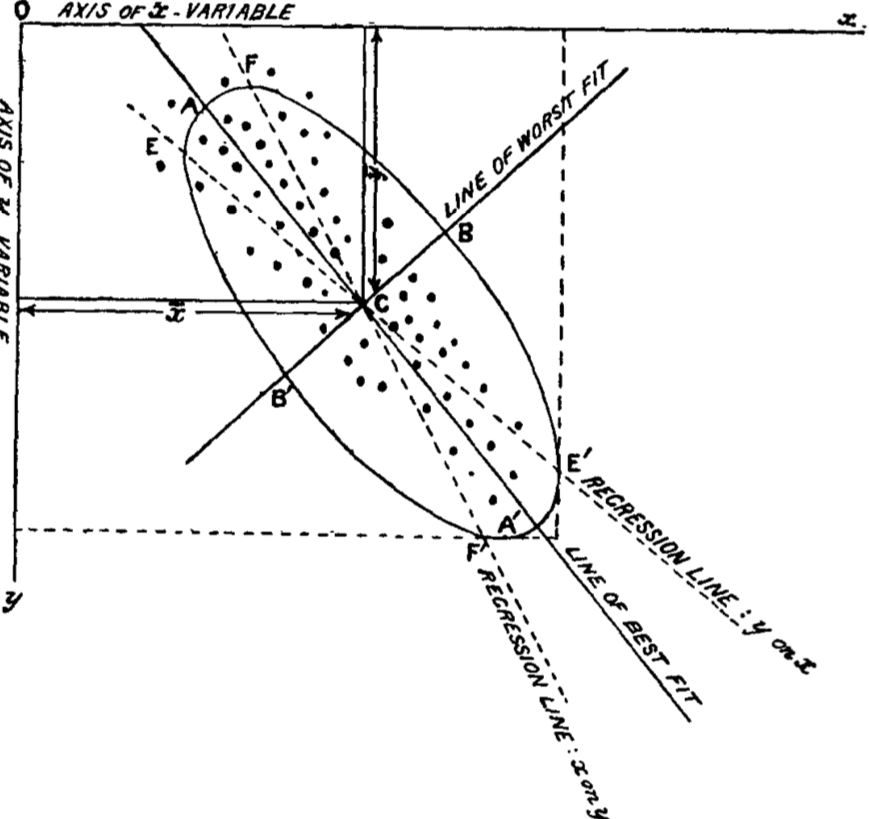 O AXIS OF x-VARIABLE x.
F
A
E
LINE OF WORST FIT
AXIS OF y VARIABLE
ȳ
B
C
x̄
B'
E' REGRESSION LINE: y on x
A'
F' REGRESSION LINE: x on y
LINE OF BEST FIT
y